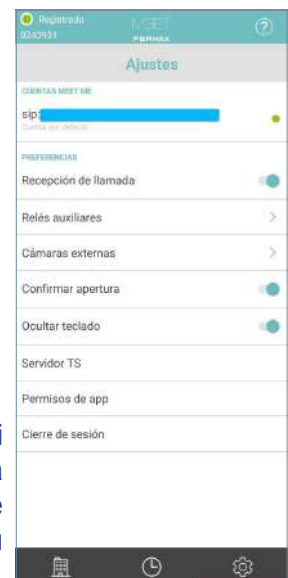 Registrado
MEET
FERMAX
Ajustes
CUENTAS MEET ME
sip:
Cuenta por defecto
PREFERENCIAS
Recepción de llamada
Relés auxiliares
Cámaras externas
Confirmar apertura
Ocultar teclado
Servidor TS
Permisos de app
Cierre de sesión